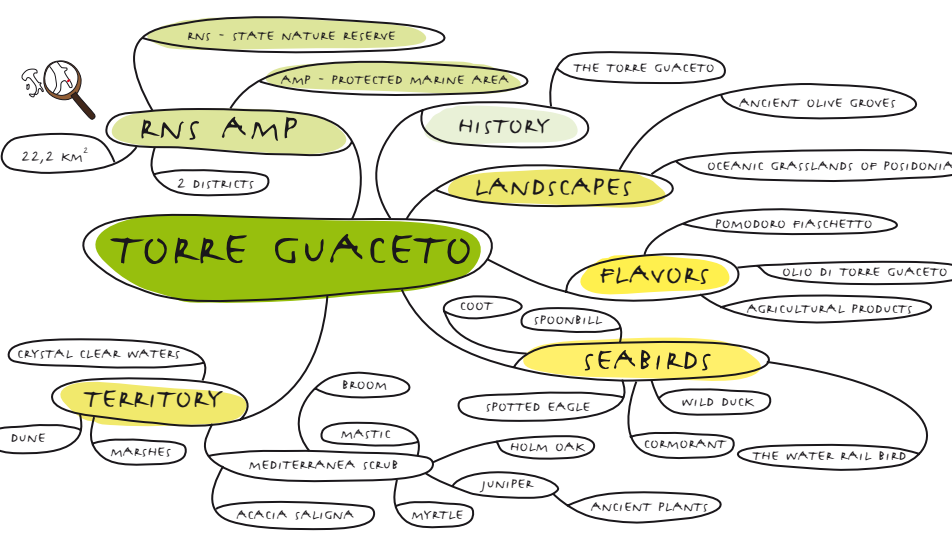 RNS - STATE NATURE RESERVE
AMP - PROTECTED MARINE AREA
RNS AMP
22,2 KM²
2 DISTRICTS
THE TORRE GUACETO
HISTORY
ANCIENT OLIVE GROVES
LANDSCAPES
OCEANIC GRASSLANDS OF POSIDONIA
TORRE GUACETO
POMODORO FIASCHETTO
FLAVORS
OLIO DI TORRE GUACETO
AGRICULTURAL PRODUCTS
COOT
SPOONBILL
SEABIRDS
SPOTTED EAGLE
WILD DUCK
CORMORANT
THE WATER RAIL BIRD
CRYSTAL CLEAR WATERS
TERRITORY
DUNE
MARSHES
BROOM
MASTIC
MEDITERRANEA SCRUB
HOLM OAK
JUNIPER
ANCIENT PLANTS
ACACIA SALIGNA
MYRTLE